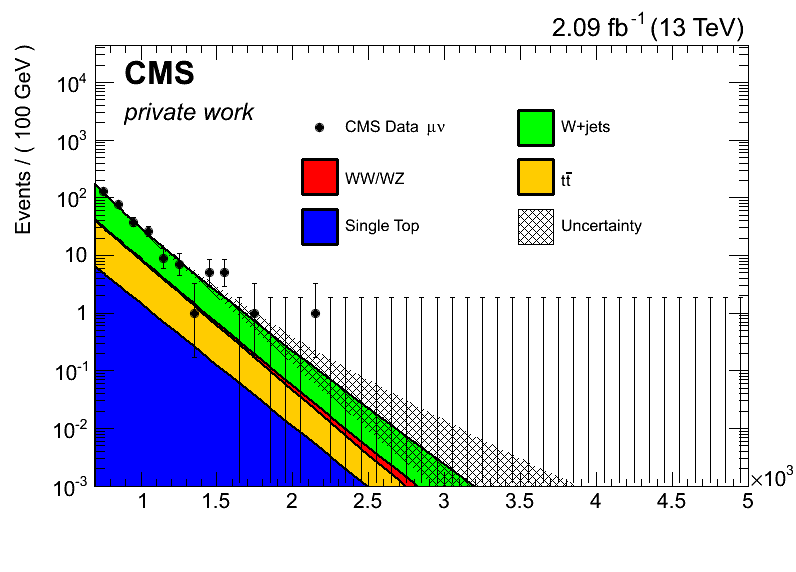 2.09 fb⁻¹ (13 TeV)
CMS
private work
Events / ( 100 GeV )
10⁴
10³
10²
10
1
10⁻¹
10⁻²
10⁻³
CMS Data μν
W+jets
WW/WZ
tt̄
Single Top
Uncertainty
1 1.5 2 2.5 3 3.5 4 4.5 5
×10³